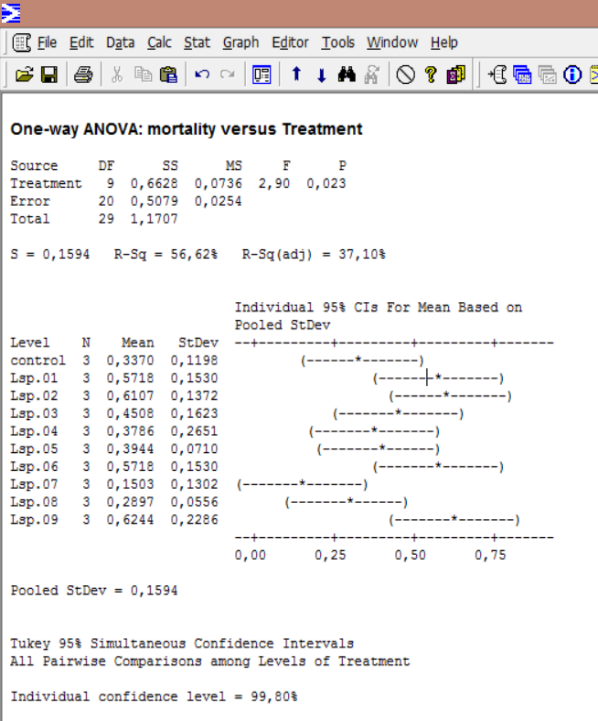 File Edit Data Calc Stat Graph Editor Tools Window Help
One-way ANOVA: mortality versus Treatment
Source DF SS MS F P
Treatment 9 0,6628 0,0736 2,90 0,023
Error 20 0,5079 0,0254
Total 29 1,1707
S = 0,1594 R-Sq = 56,62% R-Sq(adj) = 37,10%
Individual 95% CIs For Mean Based on
Pooled StDev
Level N Mean StDev --+---------+---------+---------+-------
control 3 0,3370 0,1198 (------*-------)
Lsp.01 3 0,5718 0,1530 (-------*-------)
Lsp.02 3 0,6107 0,1372 (------*-------)
Lsp.03 3 0,4508 0,1623 (-------*-------)
Lsp.04 3 0,3786 0,2651 (-------*-------)
Lsp.05 3 0,3944 0,0710 (------*-------)
Lsp.06 3 0,5718 0,1530 (-------*-------)
Lsp.07 3 0,1503 0,1302 (-------*-------)
Lsp.08 3 0,2897 0,0556 (-------*------)
Lsp.09 3 0,6244 0,2286 (-------*-------)
--+---------+---------+---------+-------
0,00 0,25 0,50 0,75
Pooled StDev = 0,1594
Tukey 95% Simultaneous Confidence Intervals
All Pairwise Comparisons among Levels of Treatment
Individual confidence level = 99,80%